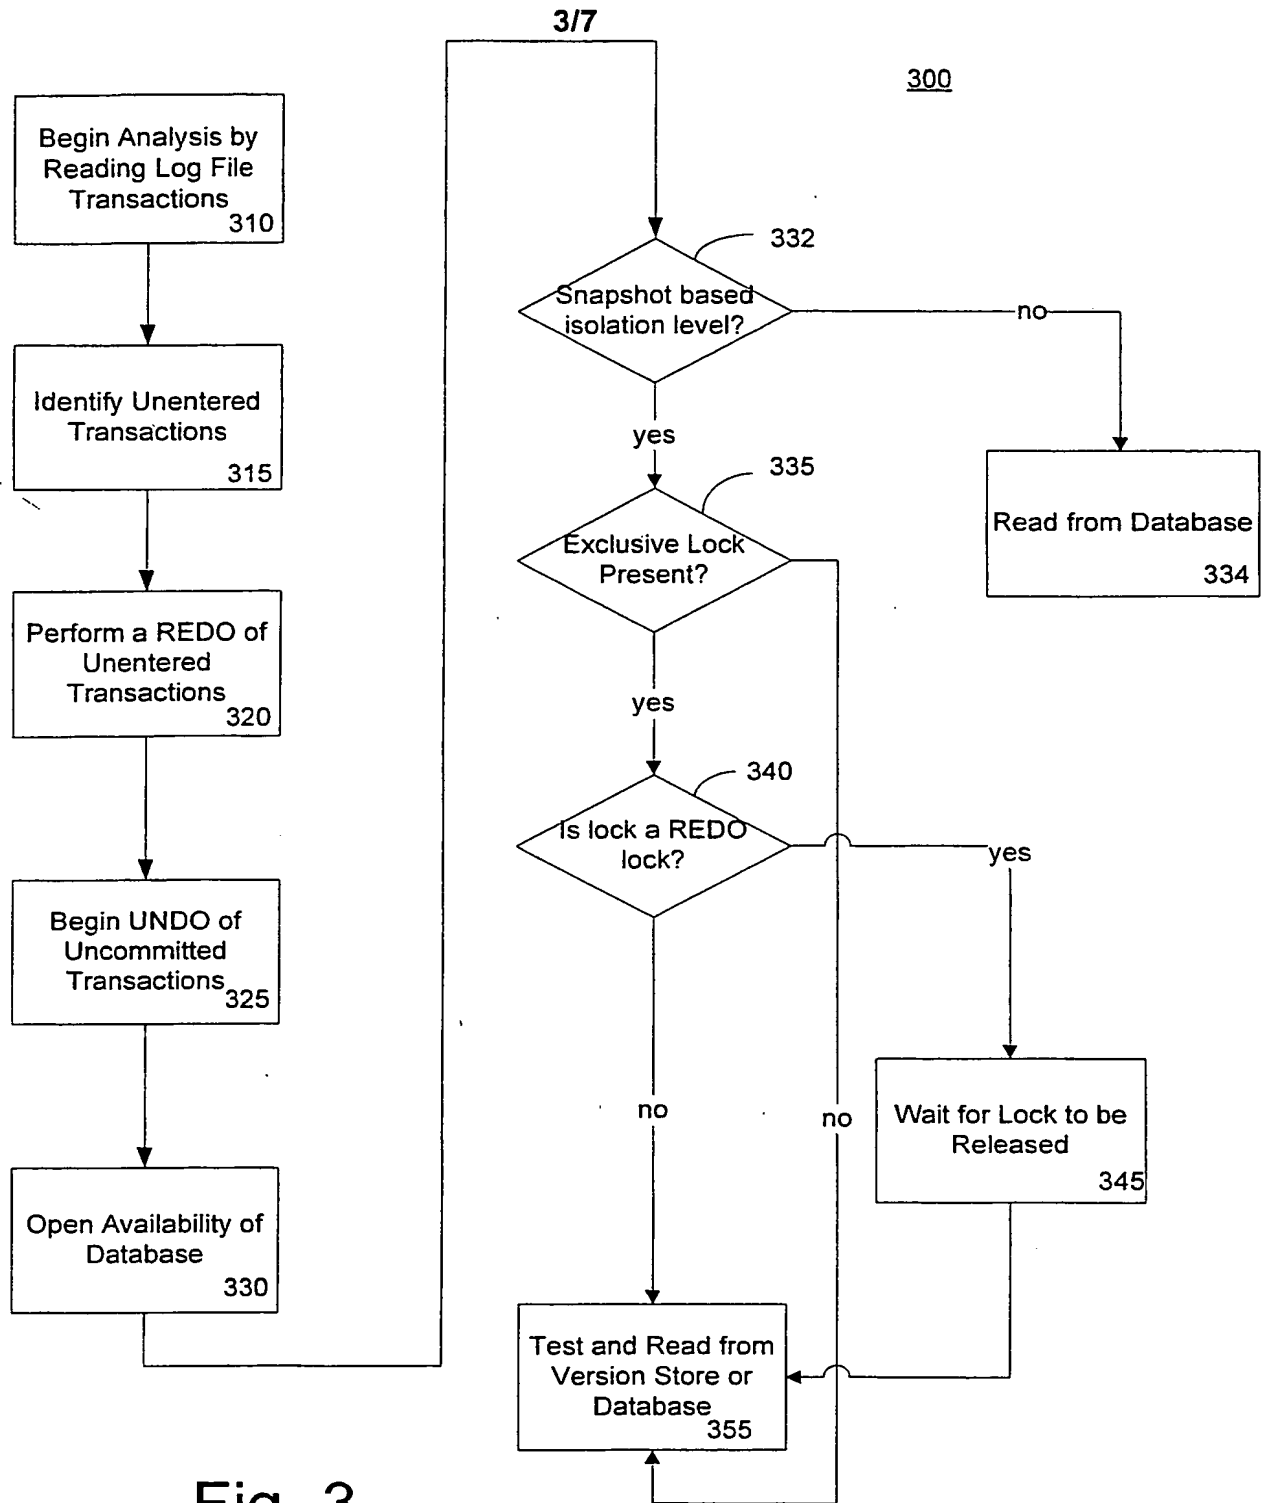 3/7
300
Begin Analysis by
Reading Log File
Transactions
310
Identify Unentered
Transactions
315
Perform a REDO of
Unentered
Transactions
320
Begin UNDO of
Uncommitted
Transactions
325
Open Availability of
Database
330
332
Snapshot based
isolation level?
no
yes
Read from Database
334
335
Exclusive Lock
Present?
yes
no
340
Is lock a REDO
lock?
yes
no
Wait for Lock to be
Released
345
Test and Read from
Version Store or
Database
355
Fig. 3